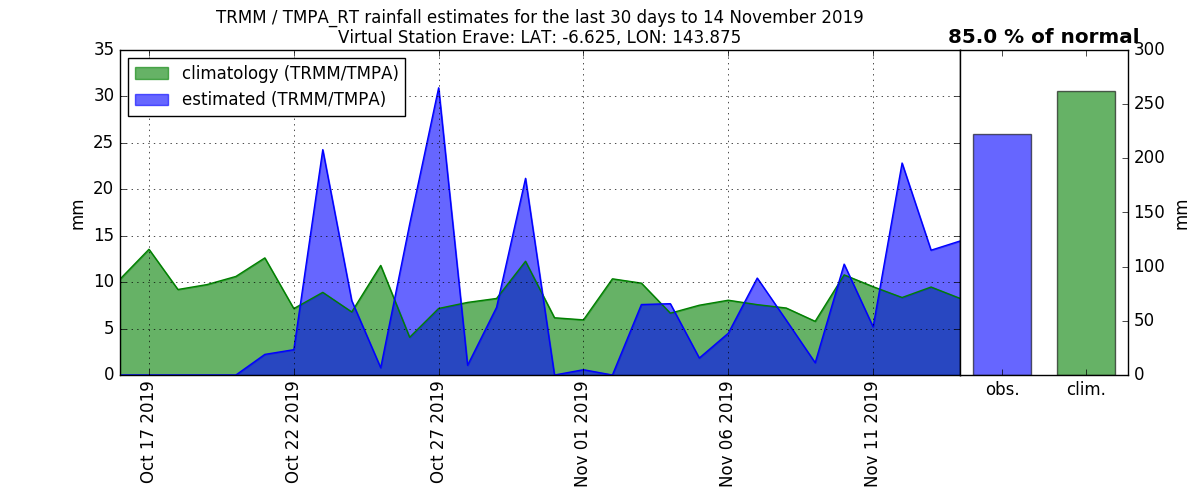 TRMM / TMPA_RT rainfall estimates for the last 30 days to 14 November 2019
Virtual Station Erave: LAT: -6.625, LON: 143.875
85.0 % of normal
climatology (TRMM/TMPA)
estimated (TRMM/TMPA)
35
30
25
20
15
10
5
0
mm
Oct 17 2019
Oct 22 2019
Oct 27 2019
Nov 01 2019
Nov 06 2019
Nov 11 2019
obs.
clim.
300
250
200
150
100
50
0
mm